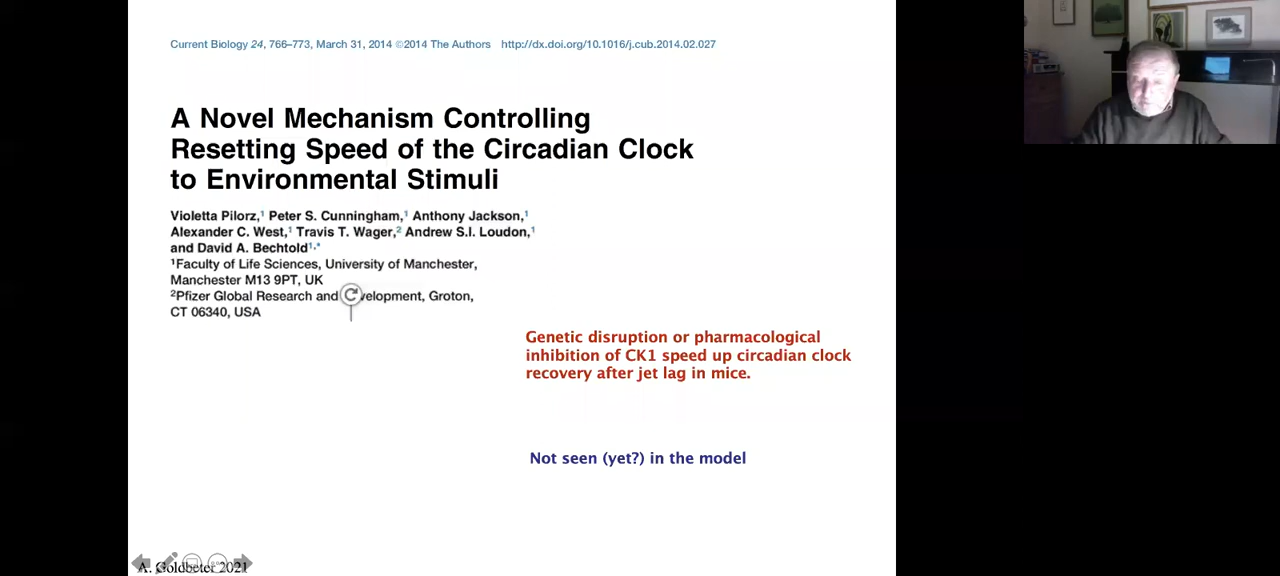 Current Biology 24, 766–773, March 31, 2014 ©2014 The Authors http://dx.doi.org/10.1016/j.cub.2014.02.027
A Novel Mechanism Controlling
Resetting Speed of the Circadian Clock
to Environmental Stimuli
Violetta Pilorz,¹ Peter S. Cunningham,¹ Anthony Jackson,¹
Alexander C. West,¹ Travis T. Wager,² Andrew S.I. Loudon,¹
and David A. Bechtold¹,*
¹Faculty of Life Sciences, University of Manchester,
Manchester M13 9PT, UK
²Pfizer Global Research and velopment, Groton,
CT 06340, USA
Genetic disruption or pharmacological
inhibition of CK1 speed up circadian clock
recovery after jet lag in mice.
Not seen (yet?) in the model
A. Goldbeter 2021